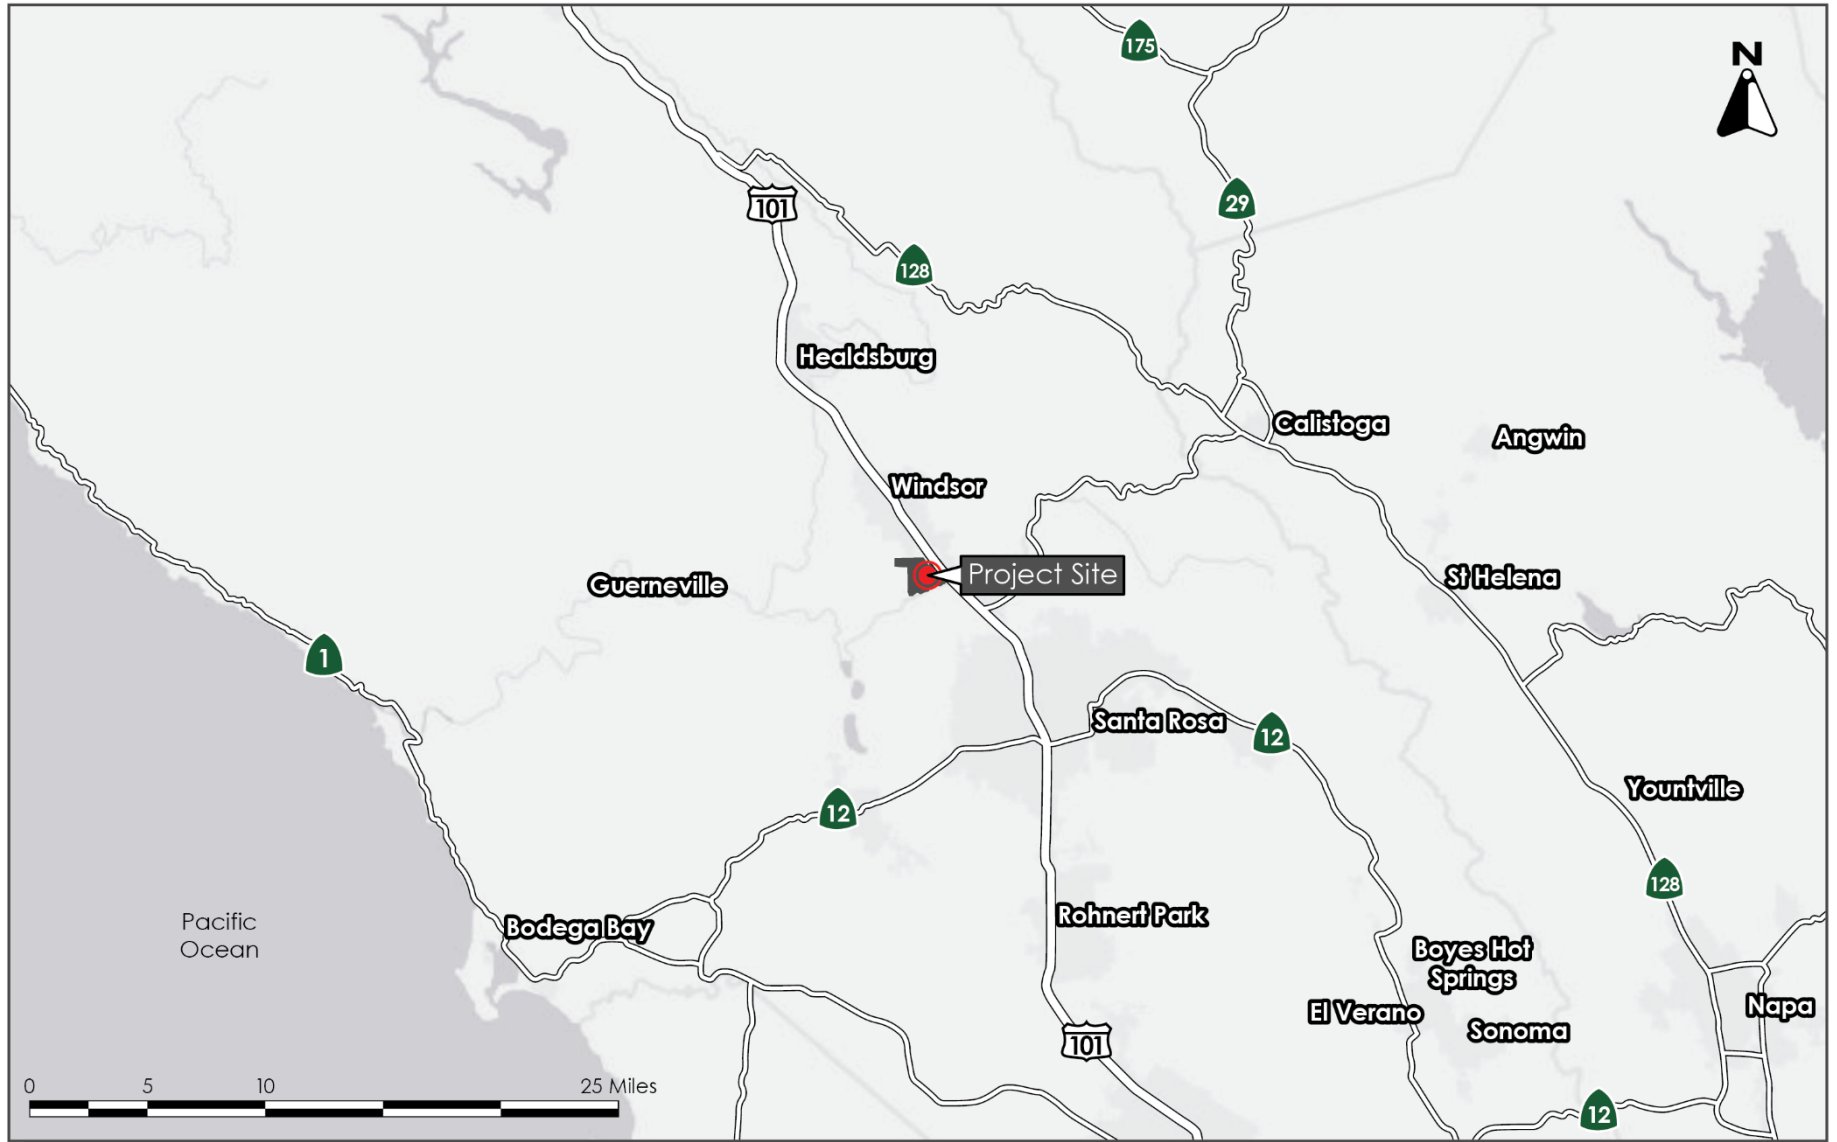 175
N
29
101
128
Healdsburg
Calistoga
Angwin
Windsor
Project Site
St Helena
Guerneville
1
Santa Rosa
12
Yountville
12
128
Rohnert Park
Pacific
Ocean
Bodega Bay
Boyes Hot
Springs
Napa
El Verano
Sonoma
101
0 5 10 25 Miles
12